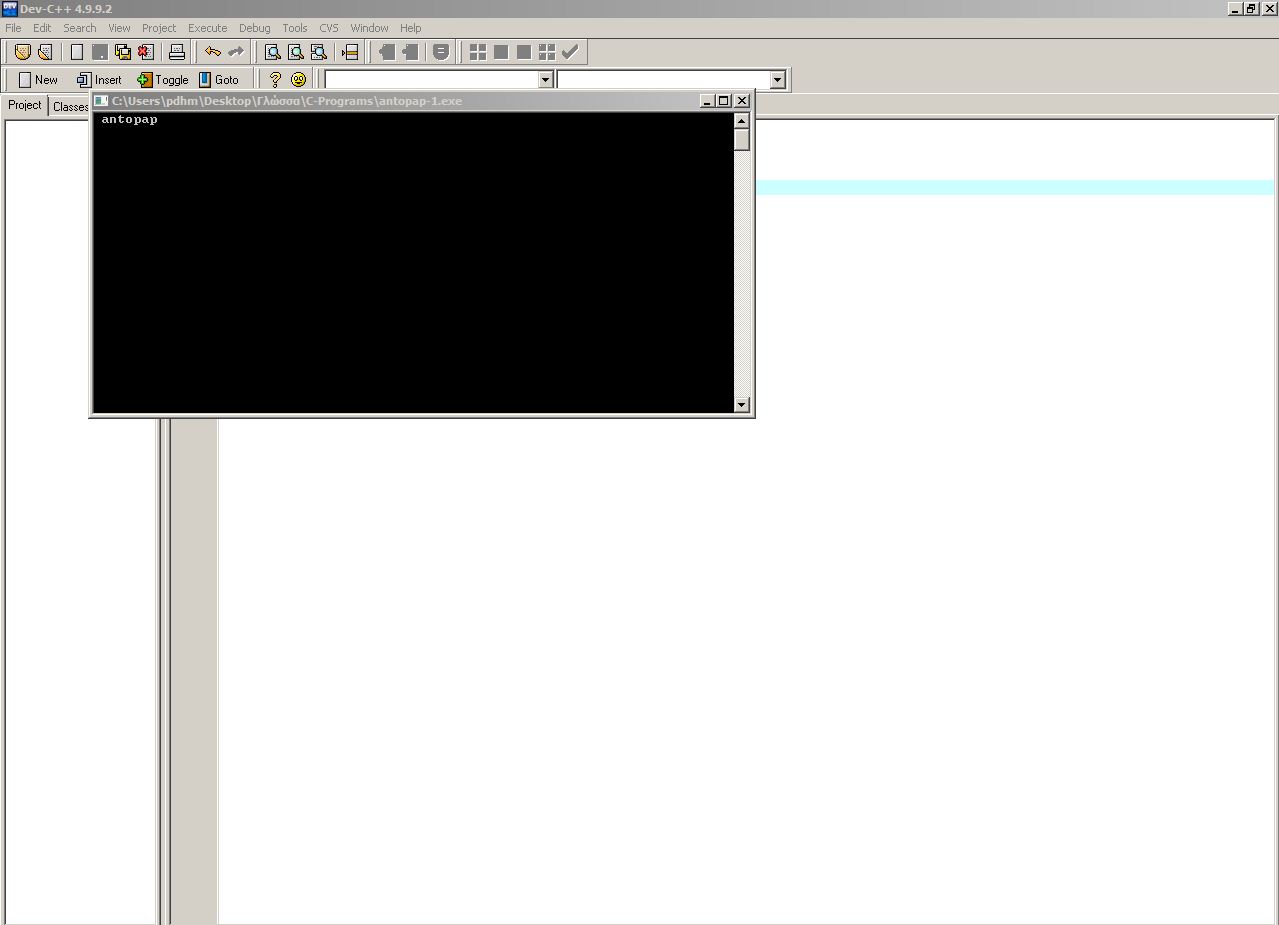 Dev-C++ 4.9.9.2
File Edit Search View Project Execute Debug Tools CVS Window Help
New Insert Toggle Goto
Project Classes
C:\Users\pdhm\Desktop\Γλώσσα\C-Programs\antopap-1.exe
antopap